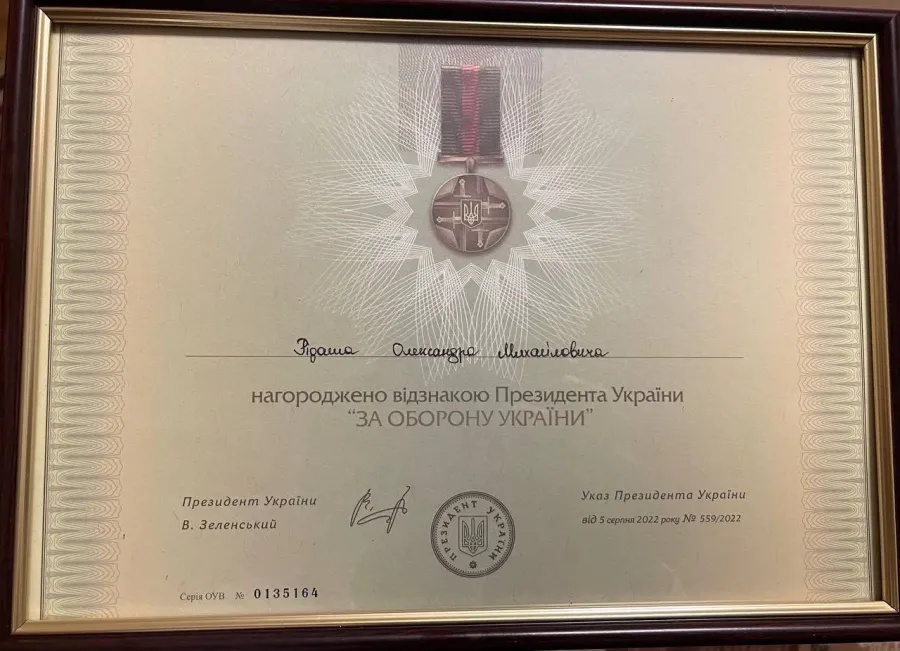 Рідаша Олександра Михайловича
нагороджено відзнакою Президента України
“ЗА ОБОРОНУ УКРАЇНИ”
Президент України
В. Зеленський
ПРЕЗИДЕНТ УКРАЇНИ
Указ Президента України
від 5 серпня 2022 року № 559/2022
Серія ОУВ № 0135164